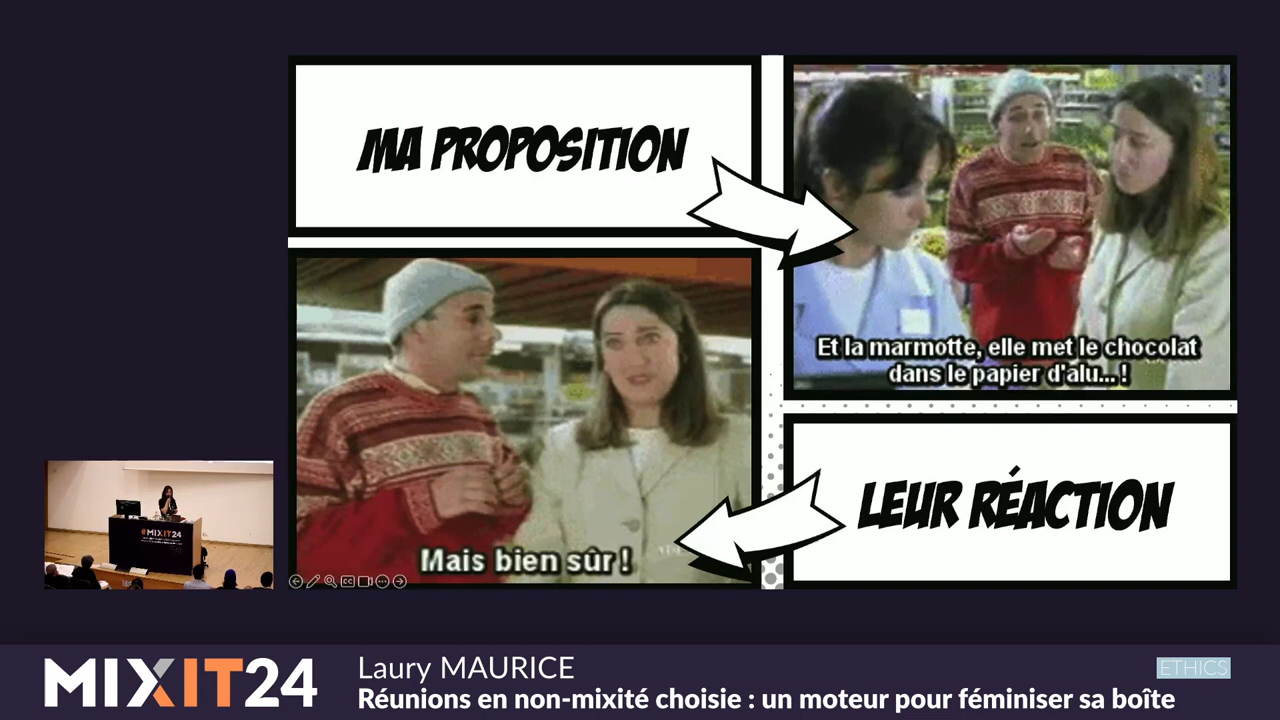 MA PROPOSITION
Et la marmotte, elle met le chocolat
dans le papier d'alu... !
Mais bien sûr !
LEUR RÉACTION
MIXIT24
MIXIT24
Laury MAURICE
ETHICS
Réunions en non-mixité choisie : un moteur pour féminiser sa boîte